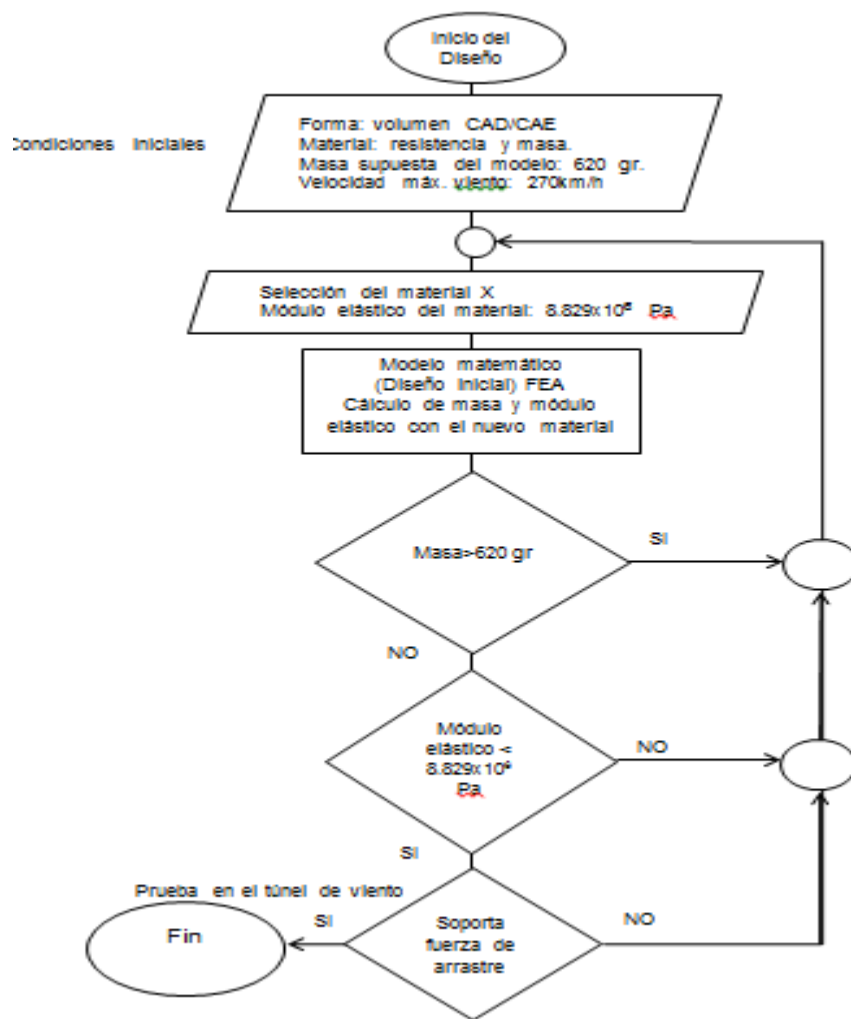 Inicio del
Diseño
Condiciones Iniciales
Forma: volumen CAD/CAE
Material: resistencia y masa.
Masa supuesta del modelo: 620 gr.
Velocidad máx. viento: 270km/h
Selección del material X
Módulo elástico del material: 8.829x10⁶ Pa
Modelo matemático
(Diseño Inicial) FEA
Cálculo de masa y módulo
elástico con el nuevo material
Masa>620 gr
SI
NO
Módulo
elástico <
8.829x10⁶
Pa
NO
SI
Prueba en el túnel de viento
SI
Fin
Soporta
fuerza de
arrastre
NO